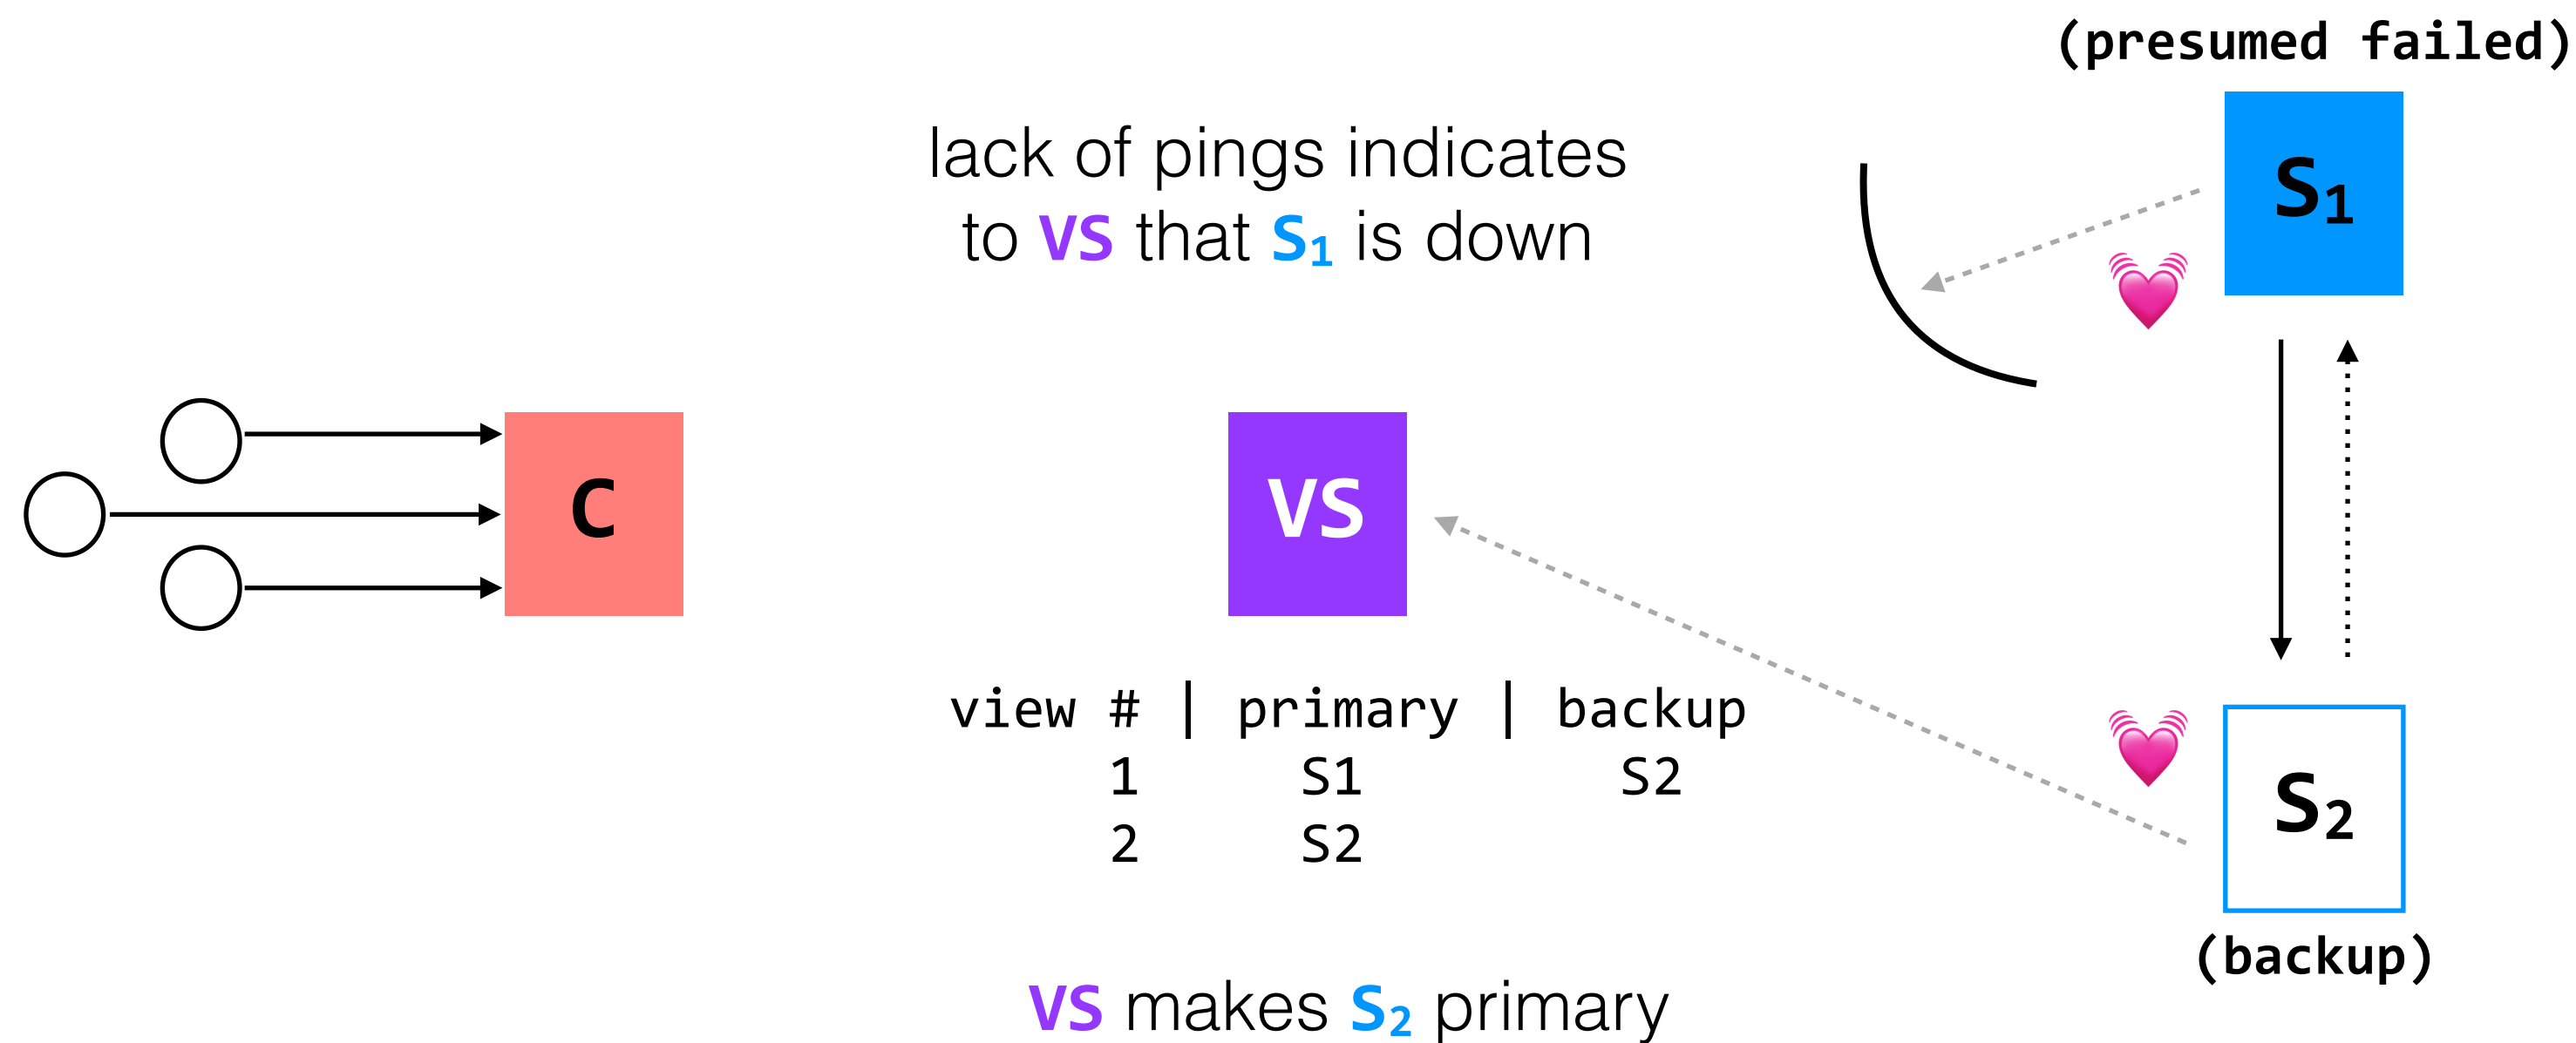 (presumed failed)
lack of pings indicates
to VS that S₁ is down
S₁
C
VS
view # | primary | backup
1 S1 S2
2 S2
S₂
(backup)
VS makes S₂ primary